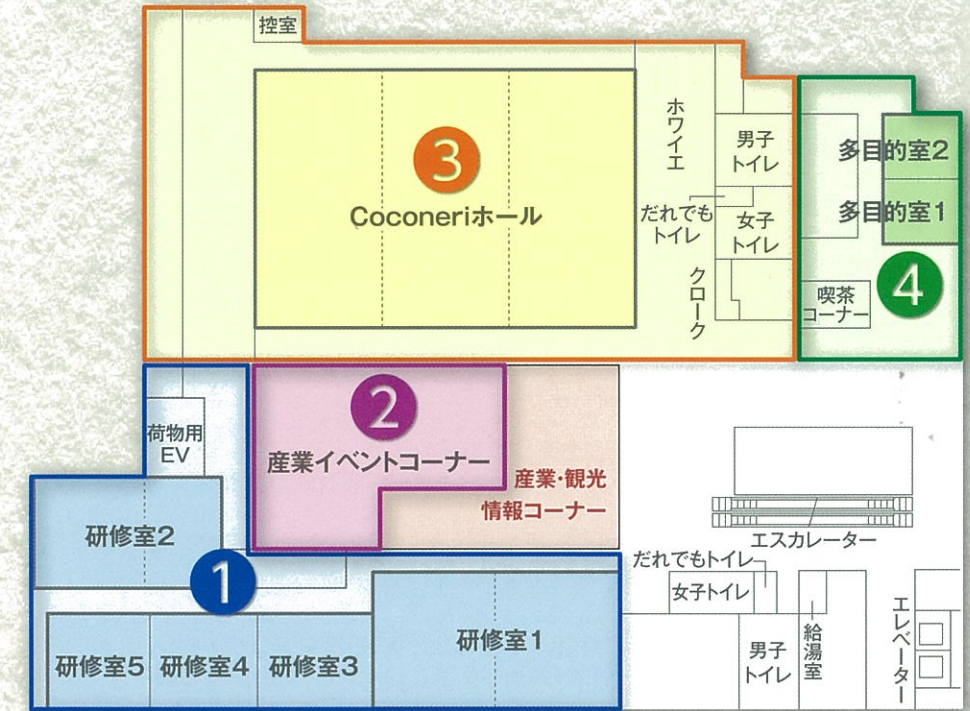 控室
3
Coconeriホール
ホワイエ
男子
トイレ
だれでも
トイレ
女子
トイレ
クローク
多目的室2
多目的室1
4
喫茶
コーナー
荷物用
EV
2
産業イベントコーナー
産業・観光
情報コーナー
研修室2
1
研修室5
研修室4
研修室3
研修室1
エスカレーター
だれでもトイレ
女子トイレ
男子
トイレ
給湯室
エレベーター